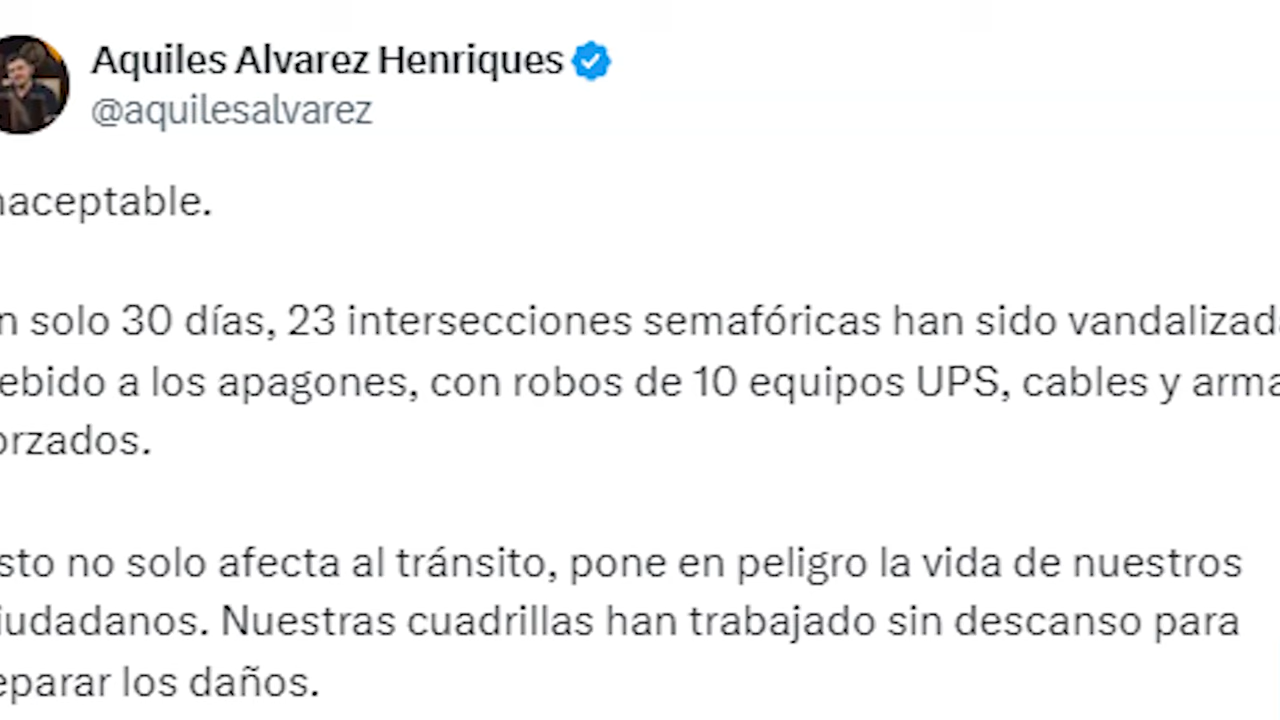 Aquiles Alvarez Henriques
@aquilesalvarez
naceptable.
n solo 30 días, 23 intersecciones semafóricas han sido vandalizada
ebido a los apagones, con robos de 10 equipos UPS, cables y arma
orzados.
sto no solo afecta al tránsito, pone en peligro la vida de nuestros
iudadanos. Nuestras cuadrillas han trabajado sin descanso para
eparar los daños.